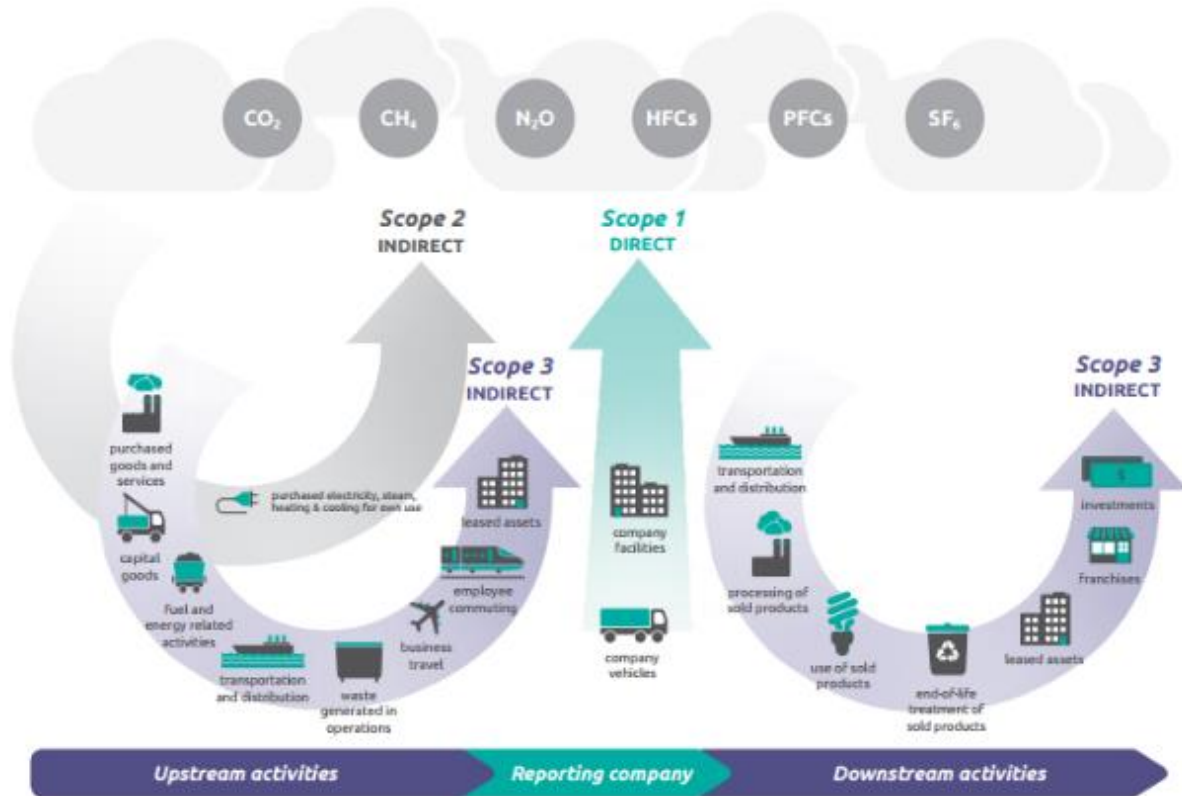 CO₂
CH₄
N₂O
HFCs
PFCs
SF₆
Scope 2
INDIRECT
Scope 1
DIRECT
Scope 3
INDIRECT
Scope 3
INDIRECT
purchased
goods and
services
capital
goods
fuel and
energy related
activities
transportation
and distribution
waste
generated in
operations
business
travel
employee
commuting
leased assets
purchased electricity, steam,
heating & cooling for own use
company
facilities
company
vehicles
transportation
and distribution
processing of
sold products
use of sold
products
end-of-life
treatment of
sold products
leased assets
franchises
investments
$
Upstream activities
Reporting company
Downstream activities